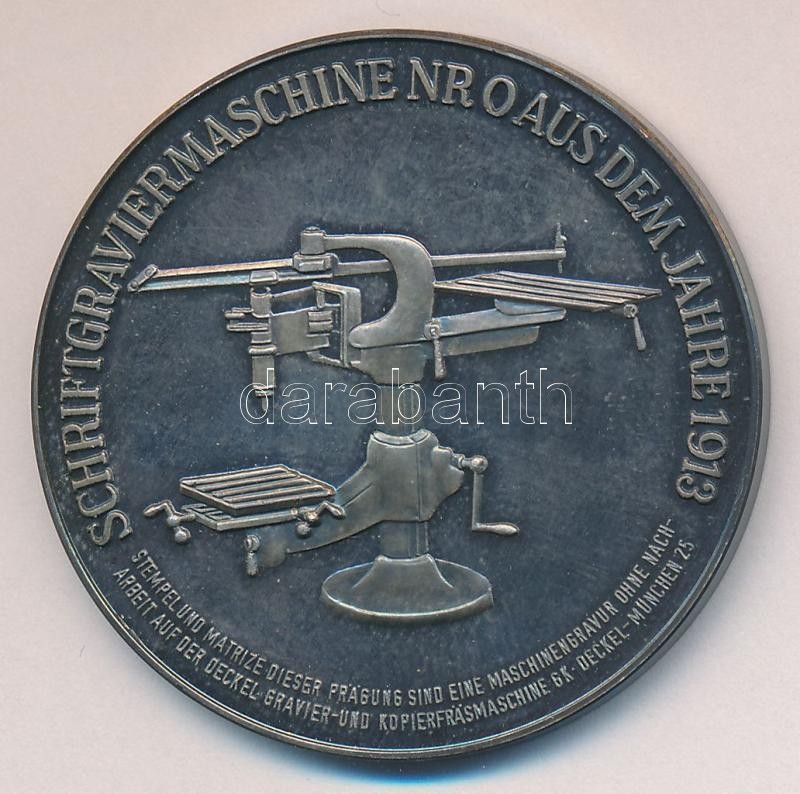 SCHRIFTGRAVIERMASCHINE NR 0 AUS DEM JAHRE 1913
darabanth
STEMPEL UND MATRIZE DIESER PRÄGUNG SIND EINE MASCHINENGRAVUR OHNE NACH-
ARBEIT AUF DER DECKEL GRAVIER-UND KOPIERFRÄSMASCHINE GK DECKEL-MÜNCHEN 25